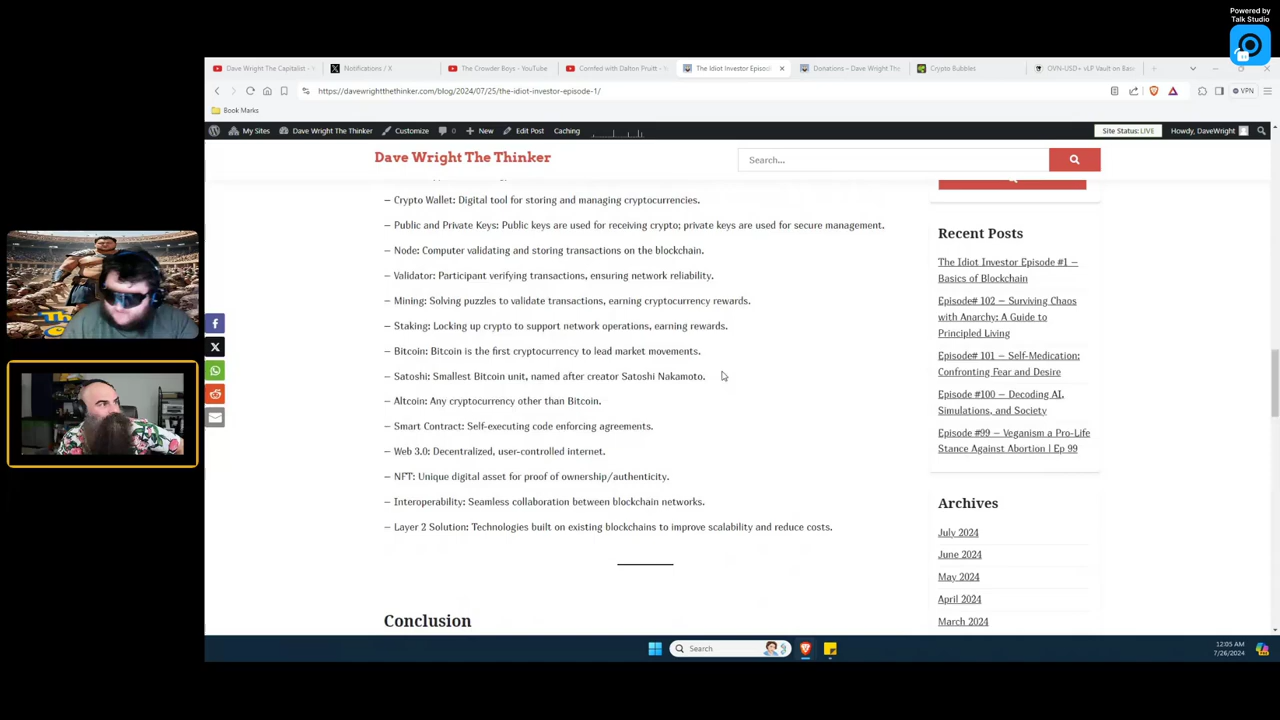 Powered by
Talk Studio
Dave Wright The Capitalist -
Notifications / X
The Crowder Boys - YouTube
Cornfed with Dalton Pruitt -
The Idiot Investor Episod
Donations – Dave Wright The
Crypto Bubbles
OVN-USD+ vLP Vault on Base
https://davewrightthethinker.com/blog/2024/07/25/the-idiot-investor-episode-1/
VPN
Book Marks
My Sites
Dave Wright The Thinker
Customize
0
New
Edit Post
Caching
Site Status: LIVE
Howdy, DaveWright
Dave Wright The Thinker
Search...
– Crypto Wallet: Digital tool for storing and managing cryptocurrencies.
– Public and Private Keys: Public keys are used for receiving crypto; private keys are used for secure management.
– Node: Computer validating and storing transactions on the blockchain.
– Validator: Participant verifying transactions, ensuring network reliability.
– Mining: Solving puzzles to validate transactions, earning cryptocurrency rewards.
– Staking: Locking up crypto to support network operations, earning rewards.
– Bitcoin: Bitcoin is the first cryptocurrency to lead market movements.
– Satoshi: Smallest Bitcoin unit, named after creator Satoshi Nakamoto.
– Altcoin: Any cryptocurrency other than Bitcoin.
– Smart Contract: Self-executing code enforcing agreements.
– Web 3.0: Decentralized, user-controlled internet.
– NFT: Unique digital asset for proof of ownership/authenticity.
– Interoperability: Seamless collaboration between blockchain networks.
– Layer 2 Solution: Technologies built on existing blockchains to improve scalability and reduce costs.
Conclusion
Recent Posts
The Idiot Investor Episode #1 –
Basics of Blockchain
Episode# 102 – Surviving Chaos
with Anarchy: A Guide to
Principled Living
Episode# 101 – Self-Medication:
Confronting Fear and Desire
Episode #100 – Decoding AI,
Simulations, and Society
Episode #99 – Veganism a Pro-Life
Stance Against Abortion | Ep 99
Archives
July 2024
June 2024
May 2024
April 2024
March 2024
Search
12:05 AM
7/26/2024